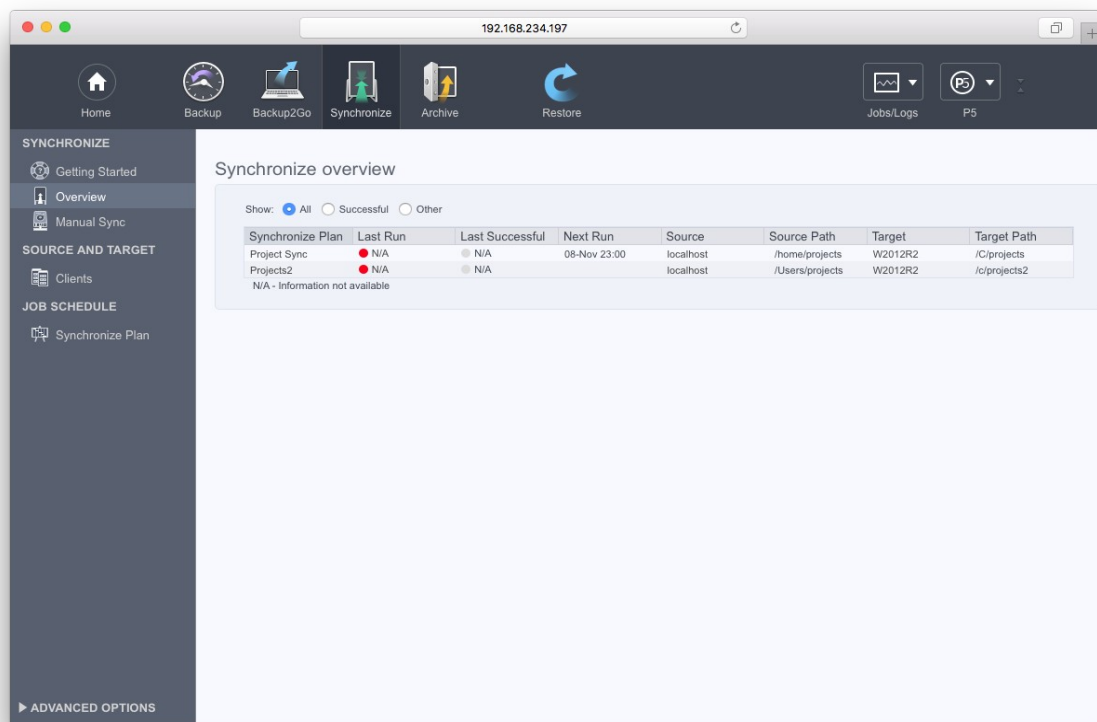 192.168.234.197
Home
Backup
Backup2Go
Synchronize
Archive
Restore
Jobs/Logs
P5
P5
SYNCHRONIZE
Getting Started
Overview
Manual Sync
SOURCE AND TARGET
Clients
JOB SCHEDULE
Synchronize Plan
ADVANCED OPTIONS
Synchronize overview
Show: All Successful Other
Synchronize Plan Last Run Last Successful Next Run Source Source Path Target Target Path
Project Sync N/A N/A 08-Nov 23:00 localhost /home/projects W2012R2 /C/projects
Projects2 N/A N/A localhost /Users/projects W2012R2 /c/projects2
N/A - Information not available